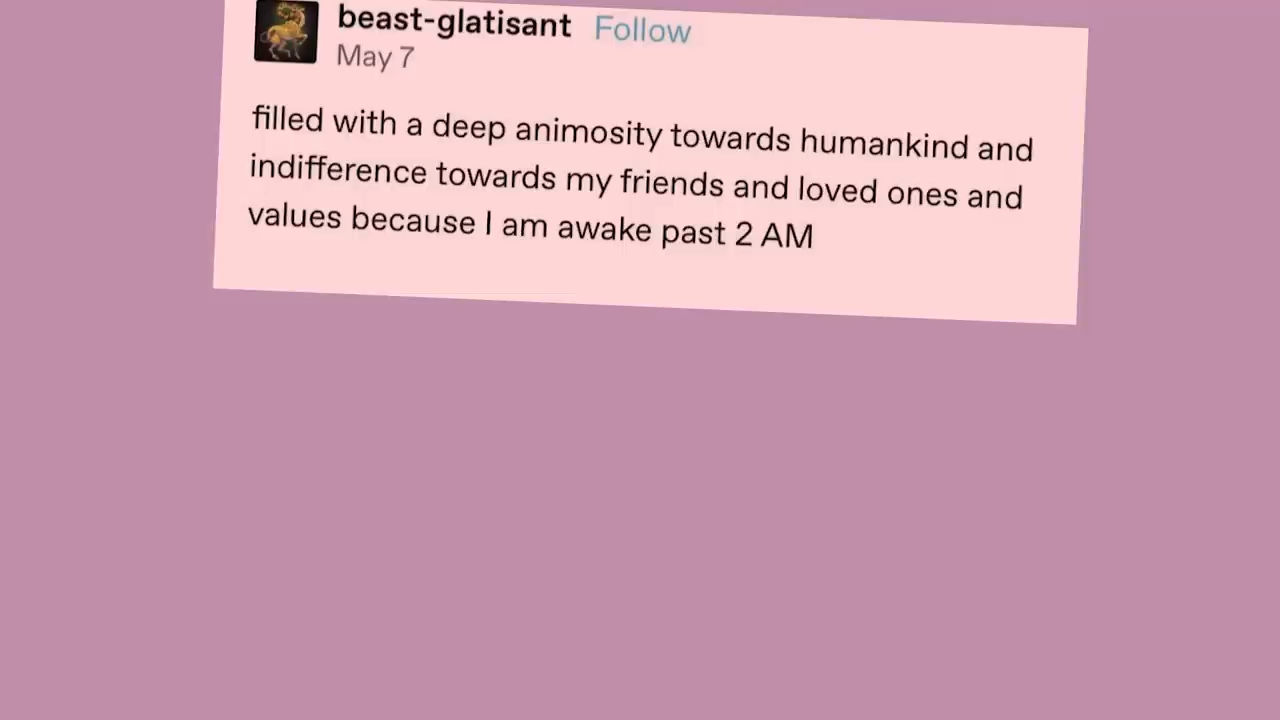 beast-glatisant Follow
May 7
filled with a deep animosity towards humankind and
indifference towards my friends and loved ones and
values because I am awake past 2 AM